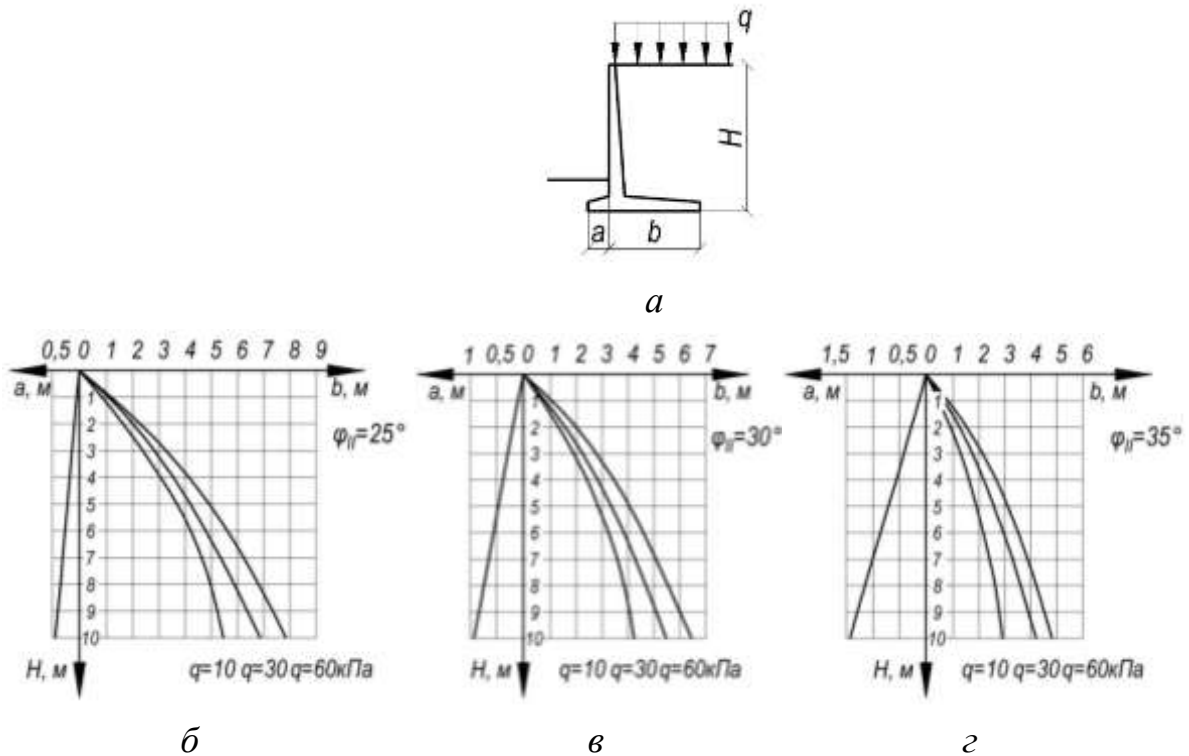 q
H
a b
а
0,5 0 1 2 3 4 5 6 7 8 9
a, м b, м
1
2
3
4
5
6
7
8
9
10
φII=25°
H, м q=10 q=30 q=60кПа
б
1 0,5 0 1 2 3 4 5 6 7
a, м b, м
1
2
3
4
5
6
7
8
9
10
φII=30°
H, м q=10 q=30 q=60кПа
в
1,5 1 0,5 0 1 2 3 4 5 6
a, м b, м
1
2
3
4
5
6
7
8
9
10
φII=35°
H, м q=10 q=30 q=60кПа
г